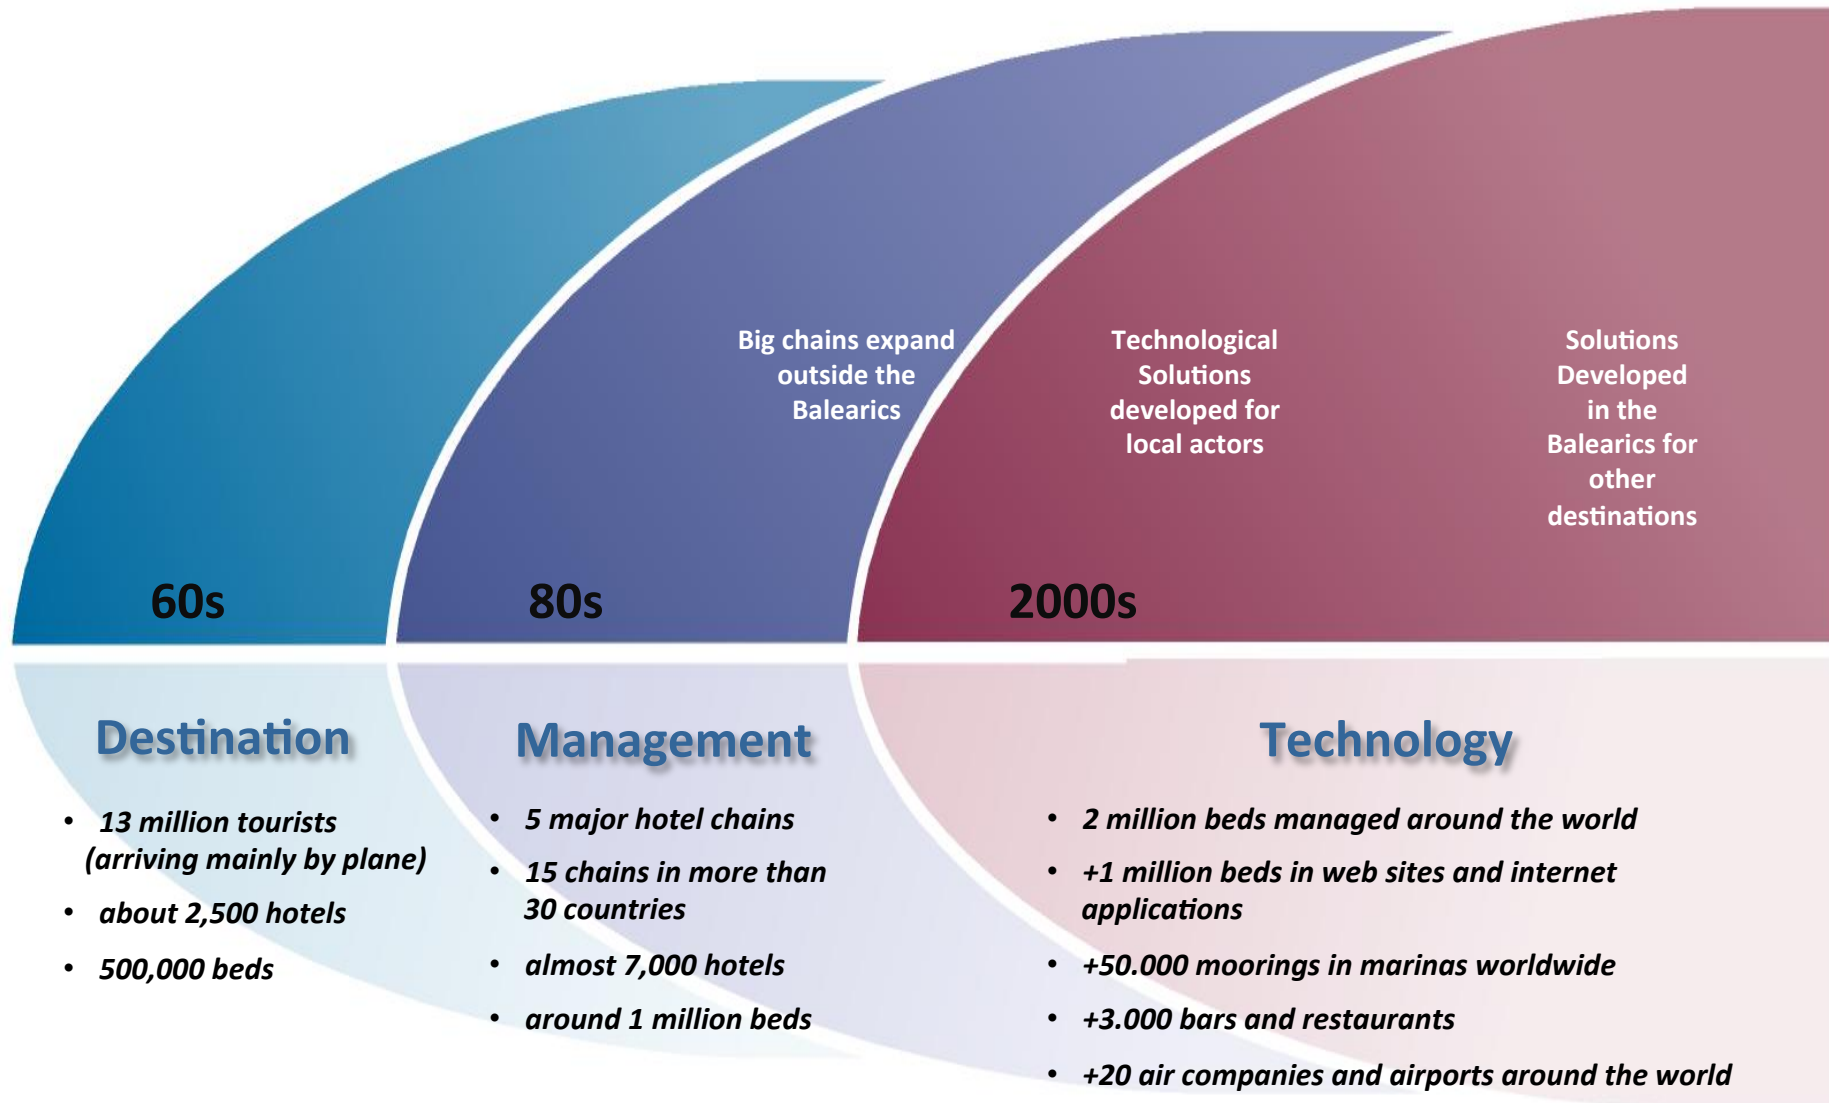 Big chains expand
outside the
Balearics
Technological
Solutions
developed for
local actors
Solutions
Developed
in the
Balearics for
other
destinations
60s
80s
2000s
Destination
• 13 million tourists
(arriving mainly by plane)
• about 2,500 hotels
• 500,000 beds
Management
• 5 major hotel chains
• 15 chains in more than
30 countries
• almost 7,000 hotels
• around 1 million beds
Technology
• 2 million beds managed around the world
• +1 million beds in web sites and internet
applications
• +50.000 moorings in marinas worldwide
• +3.000 bars and restaurants
• +20 air companies and airports around the world